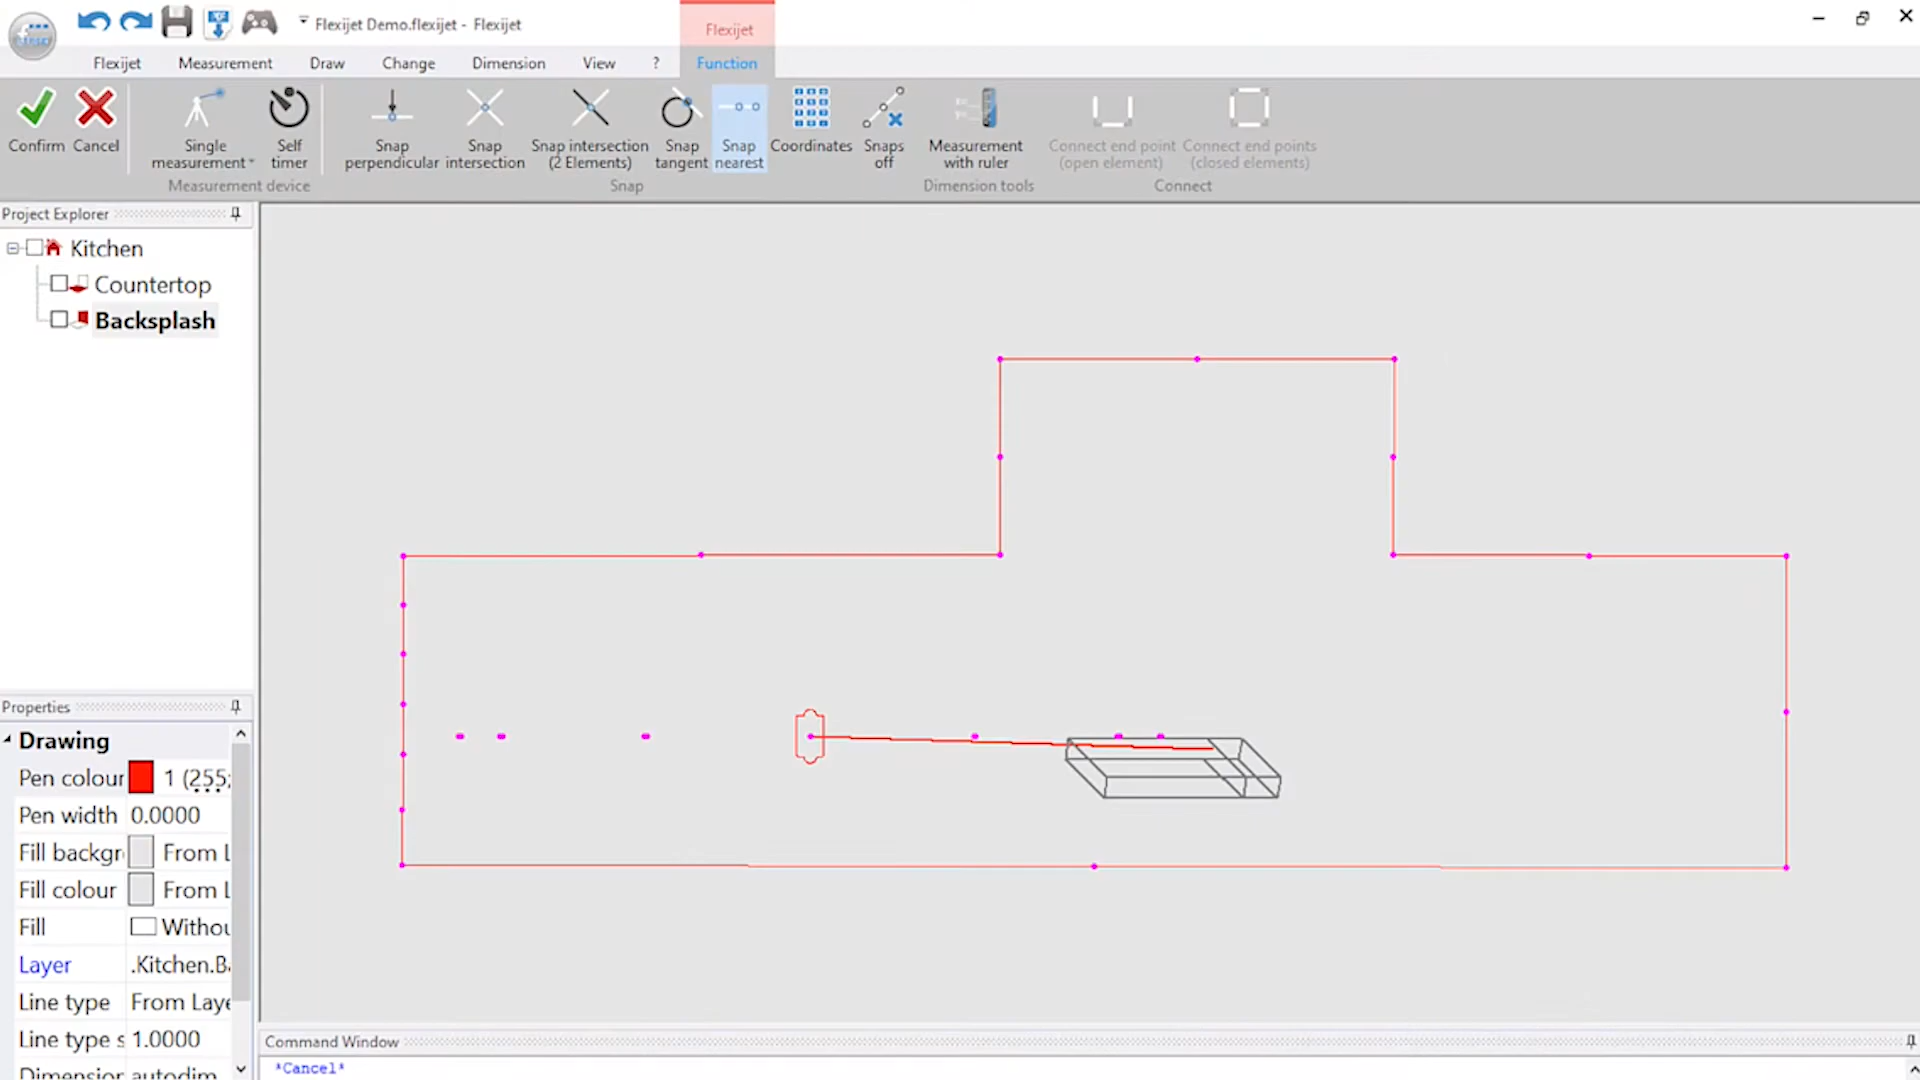 Flexijet Demo.flexijet - Flexijet
Flexijet
Flexijet Measurement Draw Change Dimension View ? Function
Confirm Cancel
Single measurement
Self timer
Snap perpendicular
Snap intersection
Snap intersection (2 Elements)
Snap tangent
Snap nearest
Coordinates
Snaps off
Measurement with ruler
Connect end point (open element)
Connect end points (closed elements)
Measurement device Snap Dimension tools Connect
Project Explorer
Kitchen
Countertop
Backsplash
Properties
Drawing
Pen colour 1 (255;
Pen width 0.0000
Fill backgr From L
Fill colour From L
Fill Withou
Layer .Kitchen.Ba
Line type From Laye
Line type s 1.0000
Dimension autodim
Command Window
*Cancel*